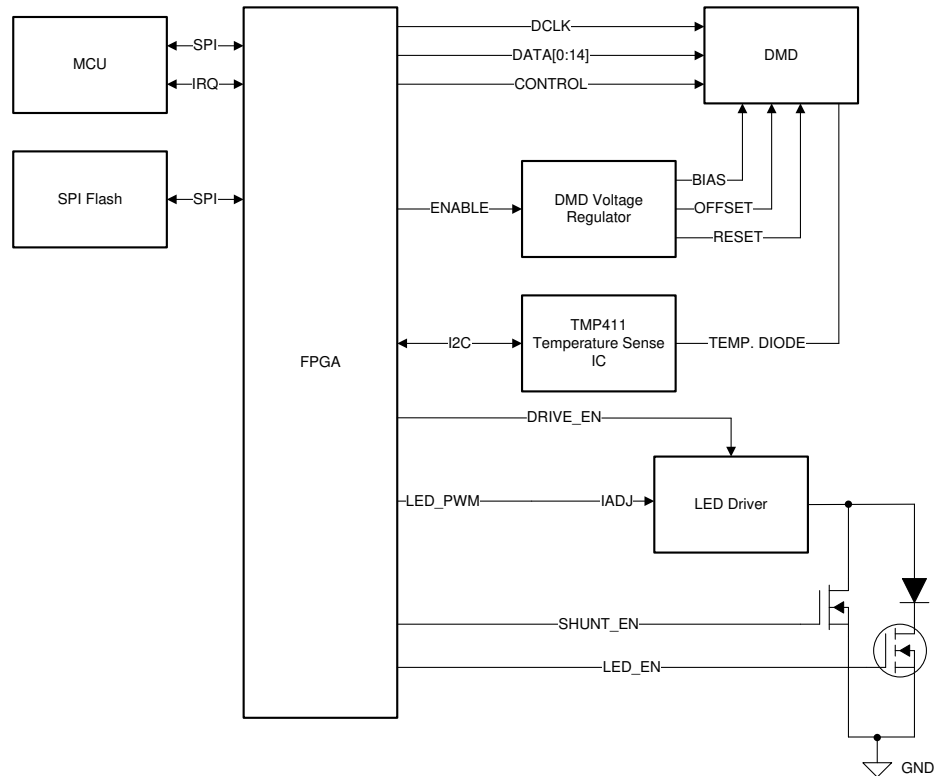 MCU
SPI
IRQ
SPI Flash
SPI
FPGA
DCLK
DATA[0:14]
CONTROL
DMD
ENABLE
DMD Voltage
Regulator
BIAS
OFFSET
RESET
I2C
TMP411
Temperature Sense
IC
TEMP. DIODE
DRIVE_EN
LED_PWM
IADJ
LED Driver
SHUNT_EN
LED_EN
GND